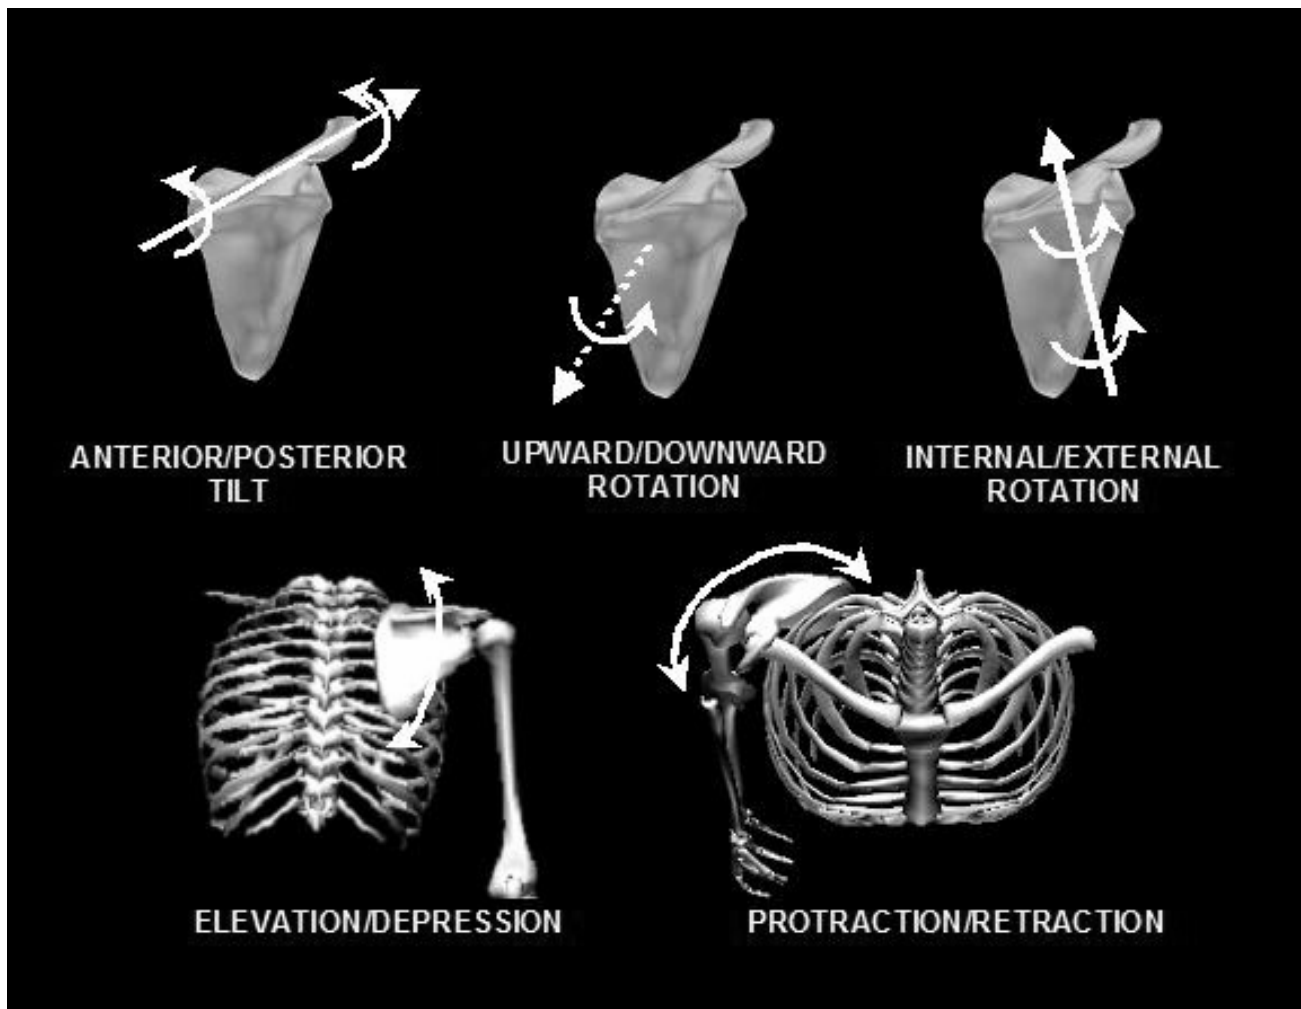 ANTERIOR/POSTERIOR
TILT
UPWARD/DOWNWARD
ROTATION
INTERNAL/EXTERNAL
ROTATION
ELEVATION/DEPRESSION
PROTRACTION/RETRACTION